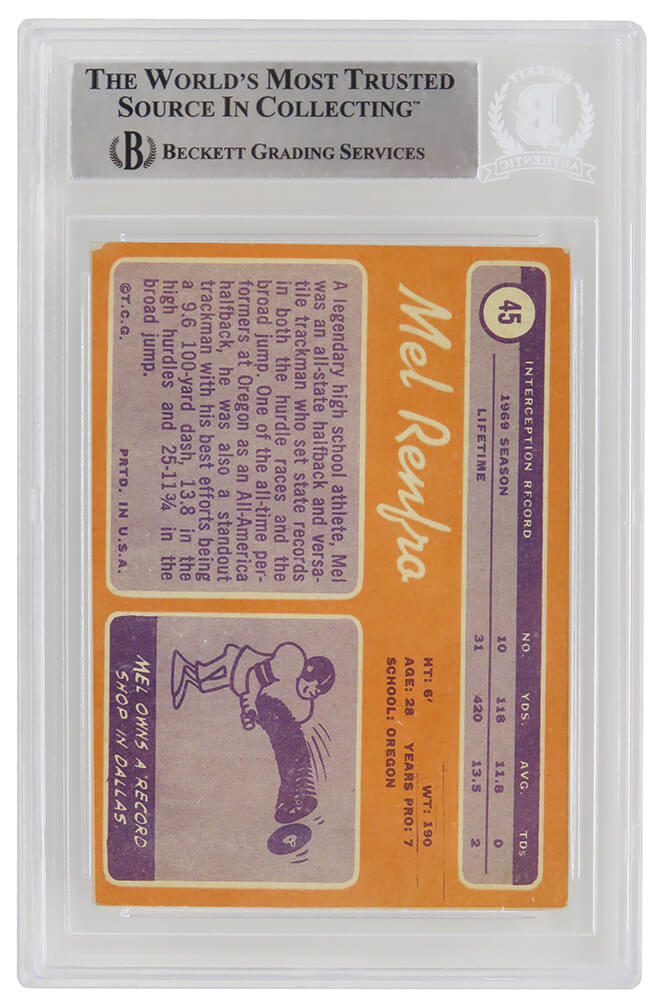 THE WORLD'S MOST TRUSTED
SOURCE IN COLLECTING™
B BECKETT GRADING SERVICES
BECKETT
B
AUTHENTIC
45
INTERCEPTION RECORD NO. YDS. AVG. TDs
1969 SEASON 10 118 11.8 0
LIFETIME 31 420 13.5 2
Mel Renfro
HT: 6' WT: 190
AGE: 28 YEARS PRO: 7
SCHOOL: OREGON
A legendary high school athlete, Mel
was an all-state halfback and versa-
tile trackman who set state records
in both the hurdle races and the
broad jump. One of the all-time per-
formers at Oregon as an All-America
halfback, he was also a standout
trackman with his best efforts being
a 9.6 100-yard dash, 13.8 in the
high hurdles and 25-11¾ in the
broad jump.
©T.C.G. PRTD. IN U.S.A.
MEL OWNS A RECORD
SHOP IN DALLAS.